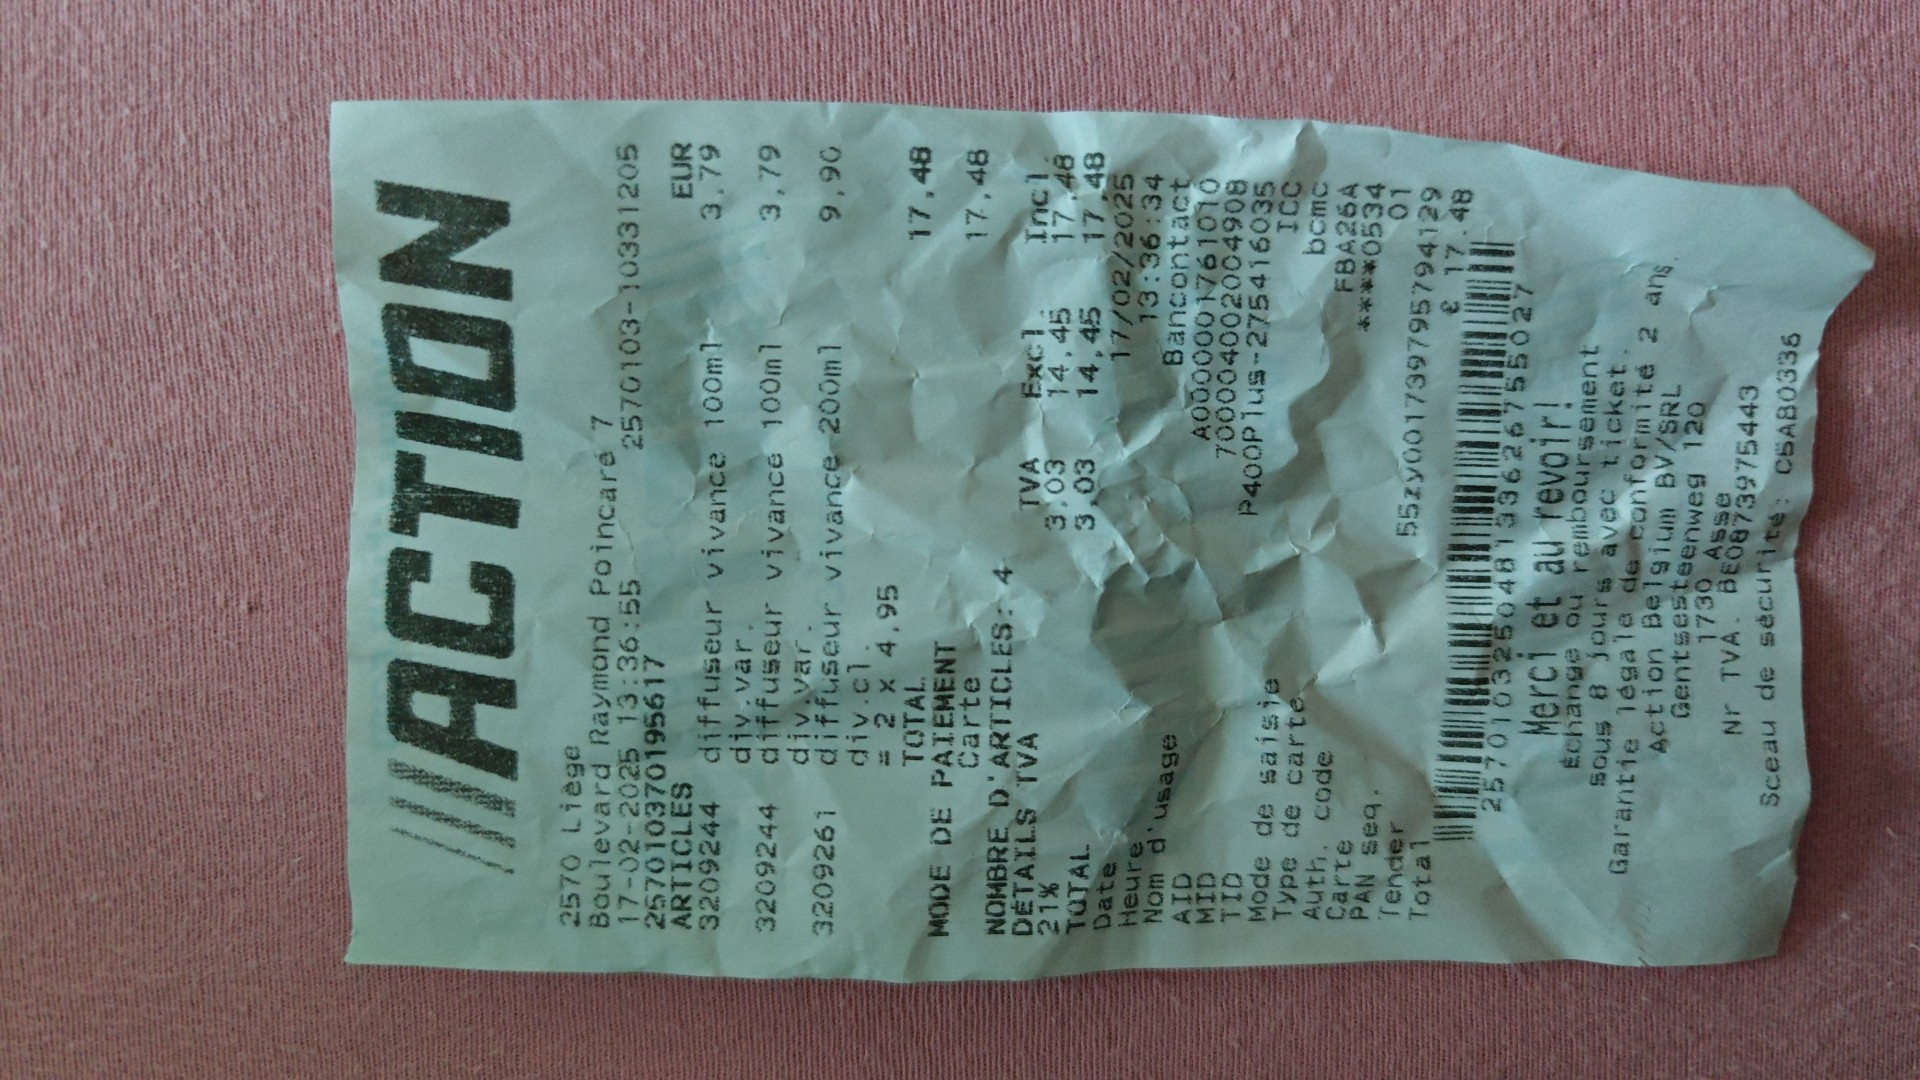 ACTION
2570 Liège
Boulevard Raymond Poincaré 7
17-02-2025 13:36:55 2570103-10331205
2570103701956​17
ARTICLES EUR
3209244 diffuseur vivance 100ml 3,79
div.var.
3209244 diffuseur vivance 100ml 3,79
div.var.
3209261 diffuseur vivance 200ml 9,90
div.cl.
= 2 x 4,95
TOTAL 17,48
MODE DE PAIEMENT
Carte 17,48
NOMBRE D'ARTICLES: 4
DÉTAILS TVA TVA Excl. Incl.
21% 3,03 14,45 17,48
TOTAL 3,03 14,45 17,48
Date 17/02/2025
Heure 13:36:34
Nom d'usage Bancontact
AID A0000001761010
MID 700004002004908
TID P400Plus-275416035
Mode de saisie ICC
Type de carte bcmc
Auth. code FBA26A
Carte ****0534
PAN seq. 01
Tender 55zy001739795794129
Total € 17.48
257010325048133626755027
Merci et au revoir!
Échange ou remboursement
sous 8 jours avec ticket.
Garantie légale de conformité 2 ans.
Action Belgium BV/SRL
Gentsesteenweg 120
1730 Asse
Nr TVA. BE0873975443
Sceau de sécurité: C5AB0336